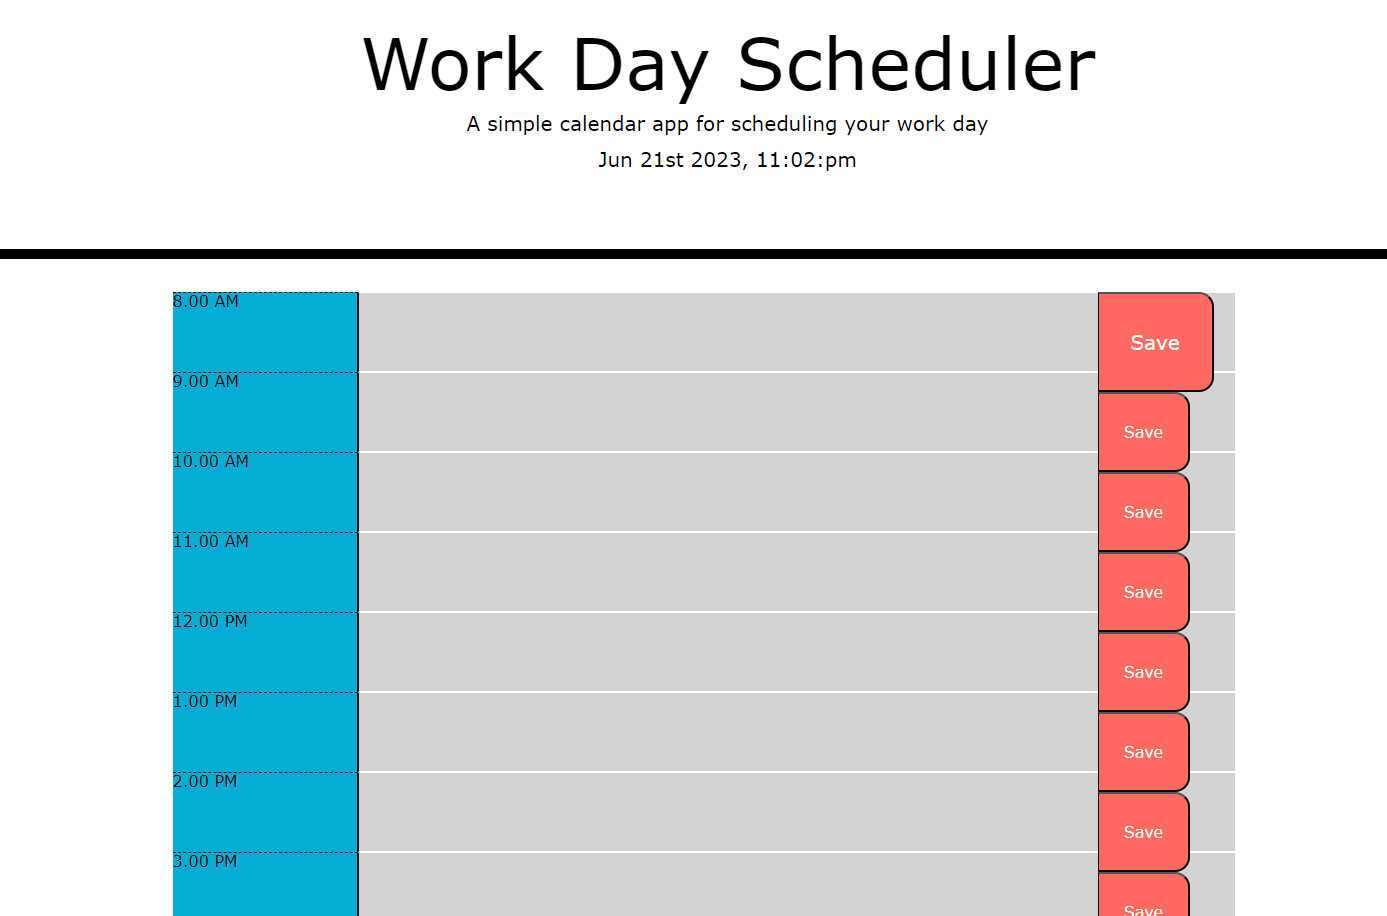 Work Day Scheduler
A simple calendar app for scheduling your work day
Jun 21st 2023, 11:02:pm
8.00 AM
Save
9.00 AM
Save
10.00 AM
Save
11.00 AM
Save
12.00 PM
Save
1.00 PM
Save
2.00 PM
Save
3.00 PM
Save